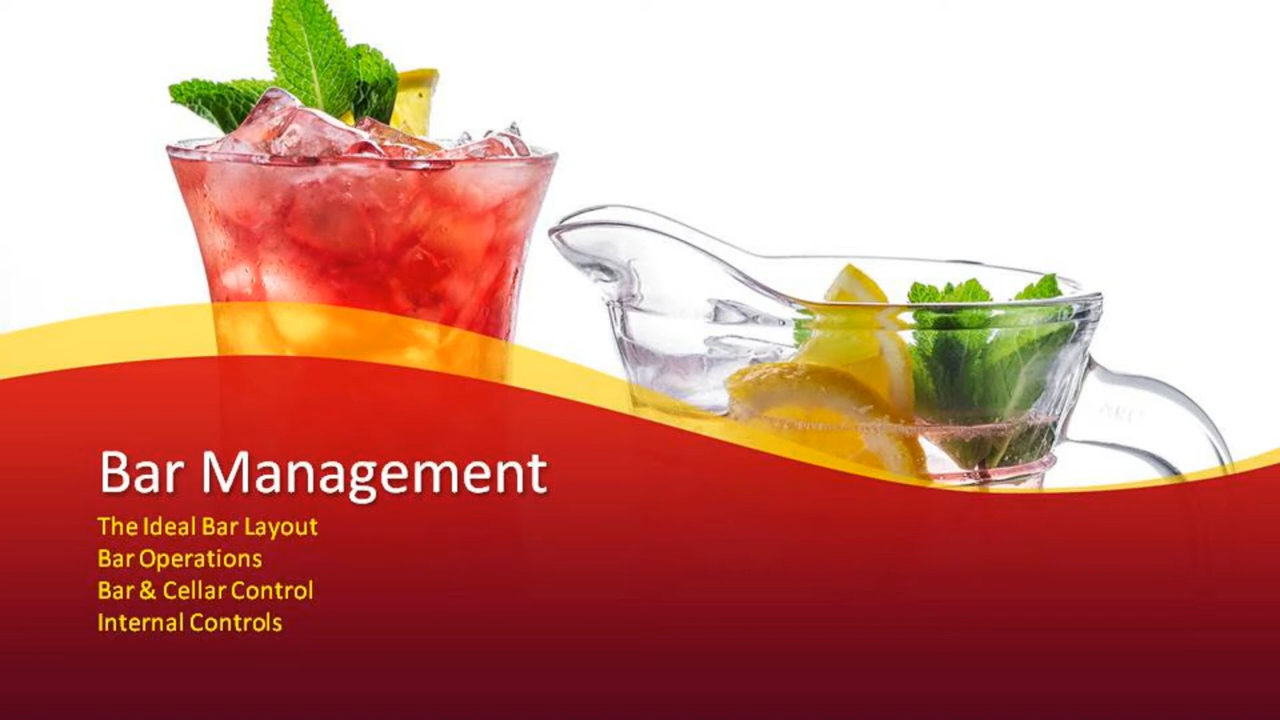 Bar Management
The Ideal Bar Layout
Bar Operations
Bar & Cellar Control
Internal Controls